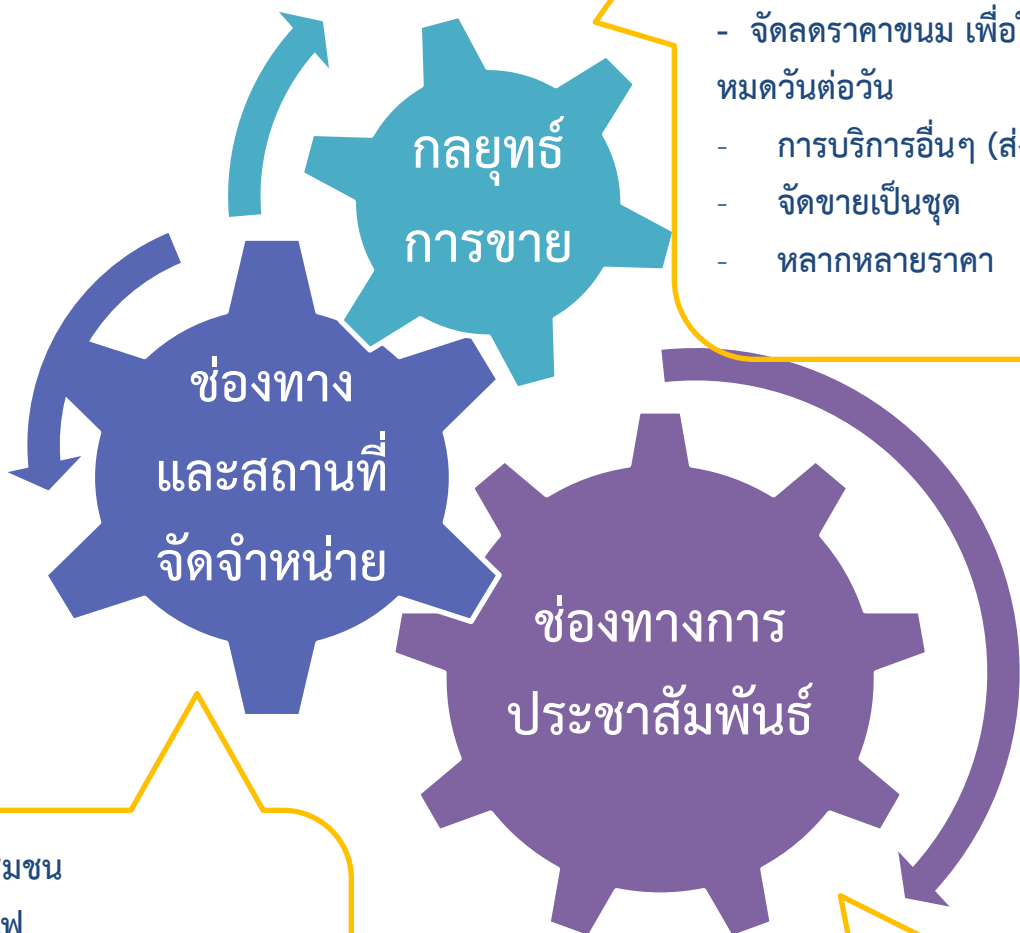 - จัดลดราคาขนม เพื่อ
หมดวันต่อวัน
- การบริการอื่นๆ
- จัดขายเป็นชุด
- หลากหลายราคา
กลยุทธ์
การขาย
ช่องทาง
และสถานที่
จัดจำหน่าย
ช่องทางการ
ประชาสัมพันธ์